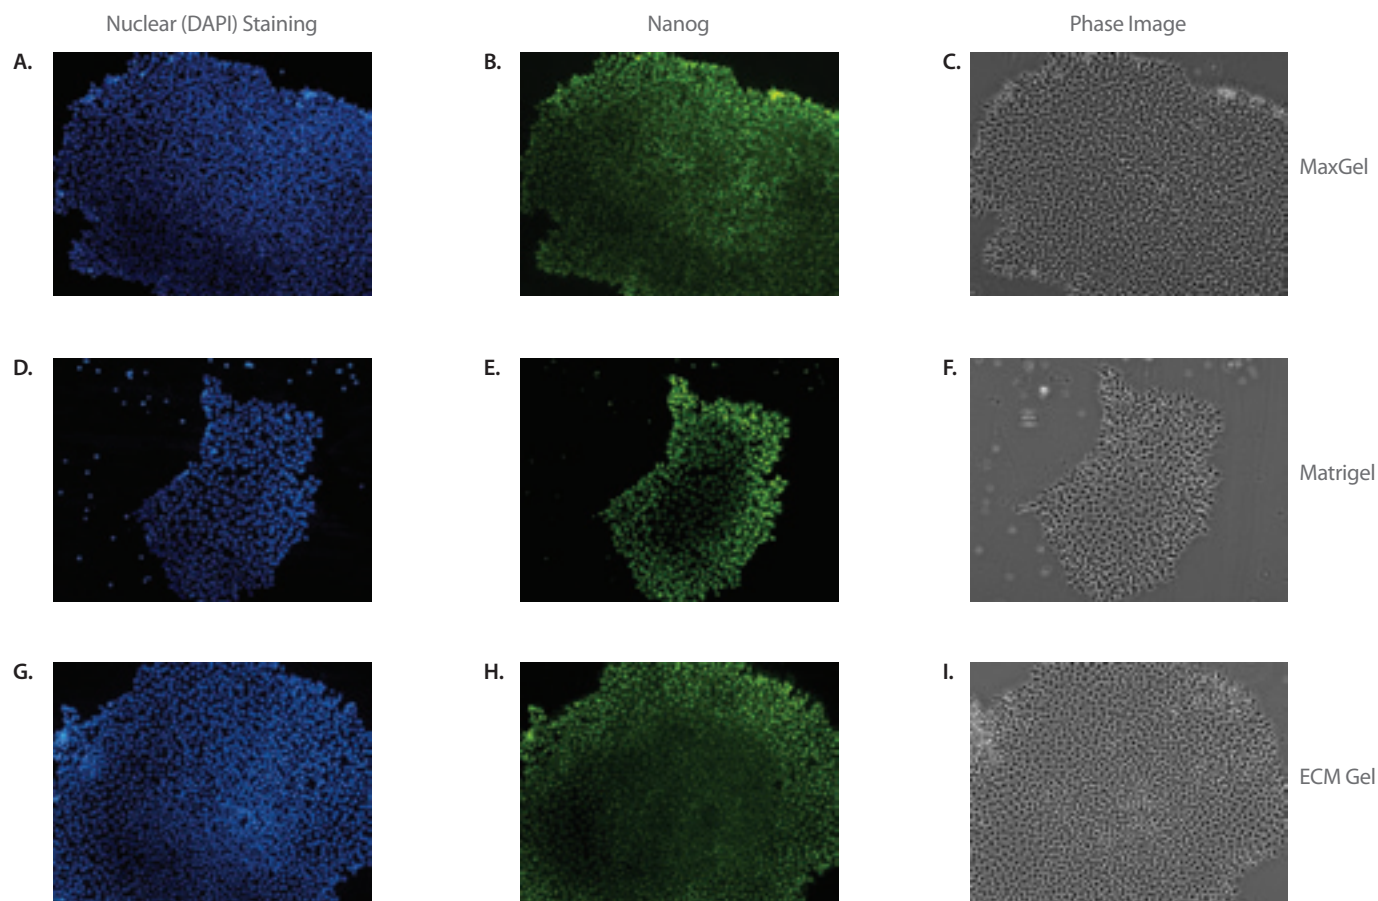 Nuclear (DAPI) Staining
Nanog
Phase Image
A.
B.
C.
MaxGel
D.
E.
F.
Matrigel
G.
H.
I.
ECM Gel